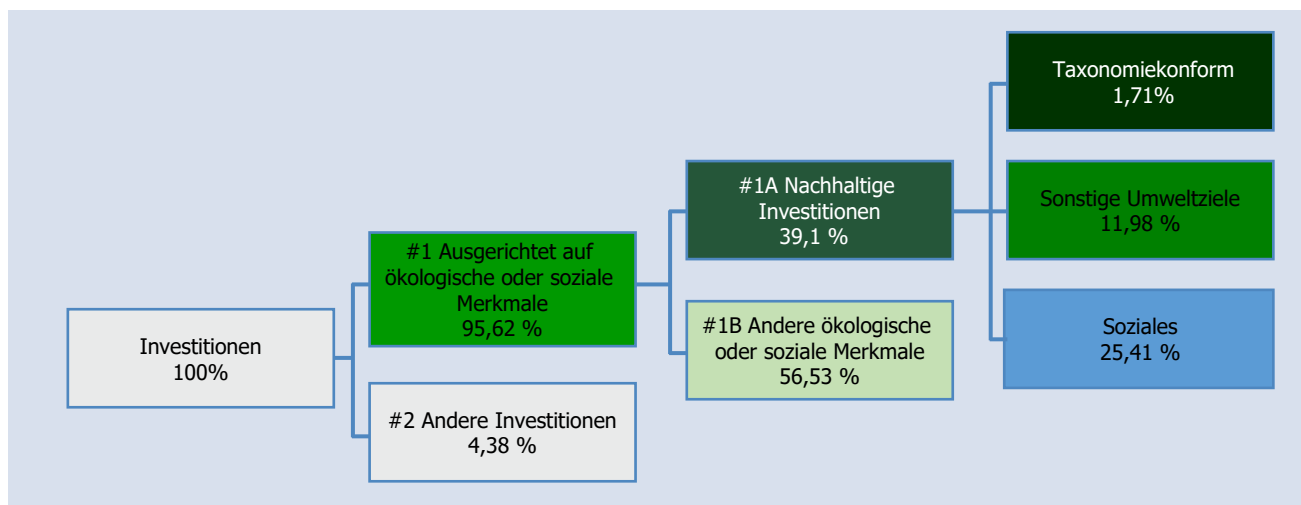 Investitionen
100%
#1 Ausgerichtet auf
ökologische oder soziale
Merkmale
95,62 %
#2 Andere Investitionen
4,38 %
#1A Nachhaltige
Investitionen
39,1 %
#1B Andere ökologische
oder soziale Merkmale
56,53 %
Taxonomiekonform
1,71%
Sonstige Umweltziele
11,98 %
Soziales
25,41 %